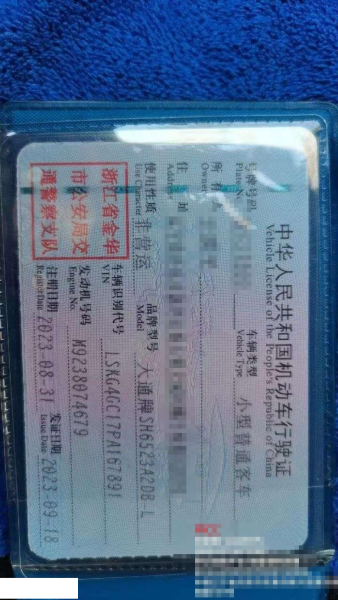 中华人民共和国机动车行驶证
Vehicle License of the People's Republic of China
号牌号码
Plate No.
车辆类型 小型普通客车
Vehicle Type
所有人
Owner
住址
Address
使用性质 非营运
Use Character
品牌型号 大通牌SH6523A2DB-L
Model
浙江省金华
市公安局交
通警察支队
车辆识别代号 LSKG4GC17PA167891
VIN
发动机号码 M9238074679
Engine No.
注册日期 2023-08-31
Register Date
发证日期 2023-09-18
Issue Date